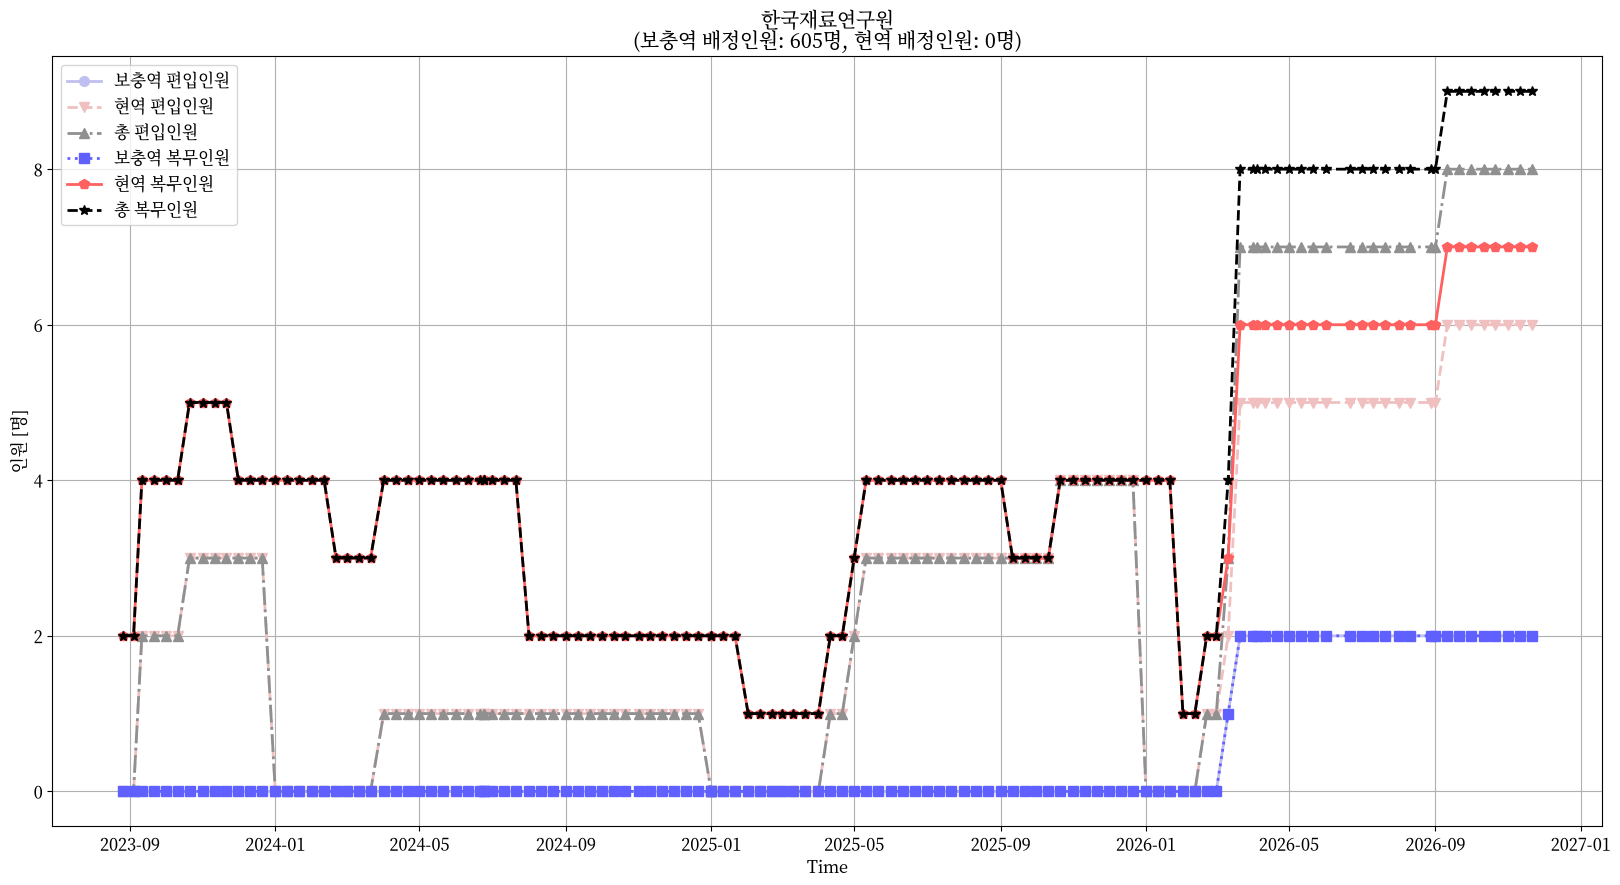 한국재료연구원
(보충역 배정인원: 605명, 현역 배정인원: 0명)
보충역 편입인원
현역 편입인원
총 편입인원
보충역 복무인원
현역 복무인원
총 복무인원
인원 [명]
8
6
4
2
0
2023-09
2024-01
2024-05
2024-09
2025-01
2025-05
2025-09
2026-01
2026-05
2026-09
2027-01
Time